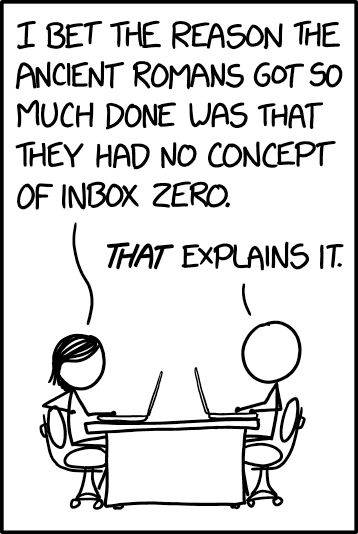 I BET THE REASON THE
ANCIENT ROMANS GOT SO
MUCH DONE WAS THAT
THEY HAD NO CONCEPT
OF INBOX ZERO.
THAT EXPLAINS IT.